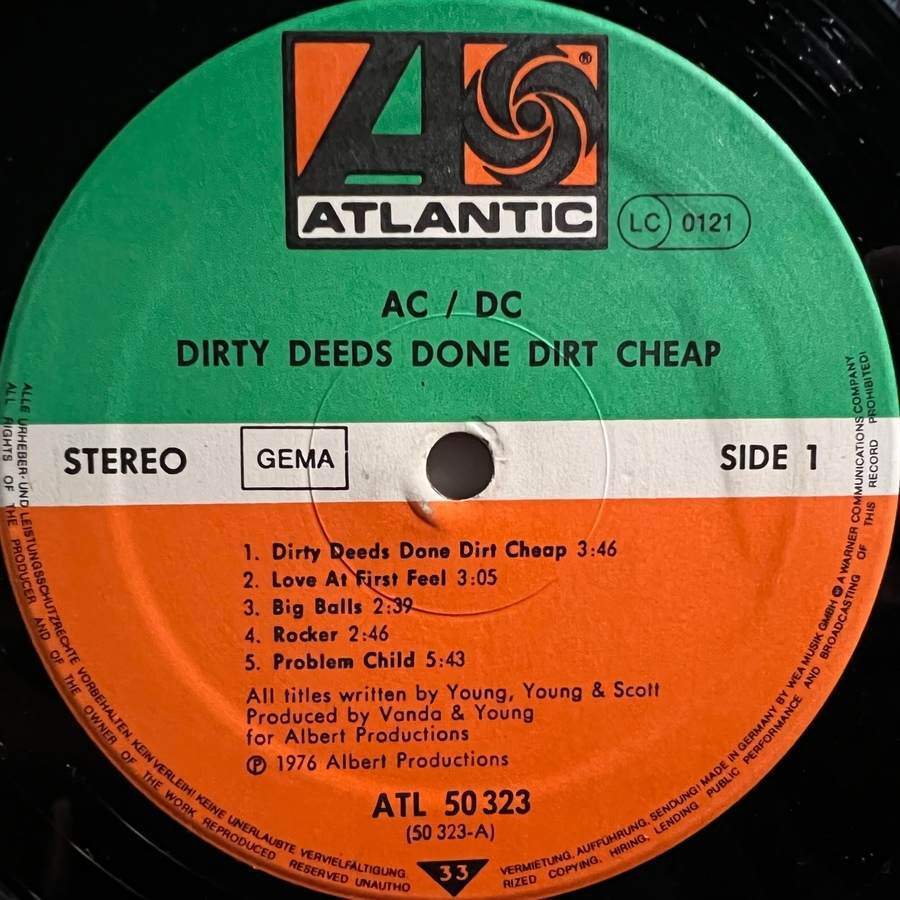 ®
ATLANTIC
LC 0121
AC / DC
DIRTY DEEDS DONE DIRT CHEAP
STEREO
GEMA
SIDE 1
1. Dirty Deeds Done Dirt Cheap 3:46
2. Love At First Feel 3:05
3. Big Balls 2:39
4. Rocker 2:46
5. Problem Child 5:43
All titles written by Young, Young & Scott
Produced by Vanda & Young
for Albert Productions
℗ 1976 Albert Productions
ATL 50 323
(50 323-A)
33
ALLE URHEBER- UND LEISTUNGSSCHUTZRECHTE VORBEHALTEN. KEIN VERLEIH! KEINE UNERLAUBTE VERVIELFÄLTIGUNG, VERMIETUNG, AUFFÜHRUNG, SENDUNG! MADE IN GERMANY BY WEA MUSIK GMBH A WARNER COMMUNICATIONS COMPANY
ALL RIGHTS OF THE PRODUCER AND OF THE OWNER OF THE WORK REPRODUCED RESERVED UNAUTHORIZED COPYING, HIRING, LENDING PUBLIC PERFORMANCE AND BROADCASTING OF THIS RECORD PROHIBITED!